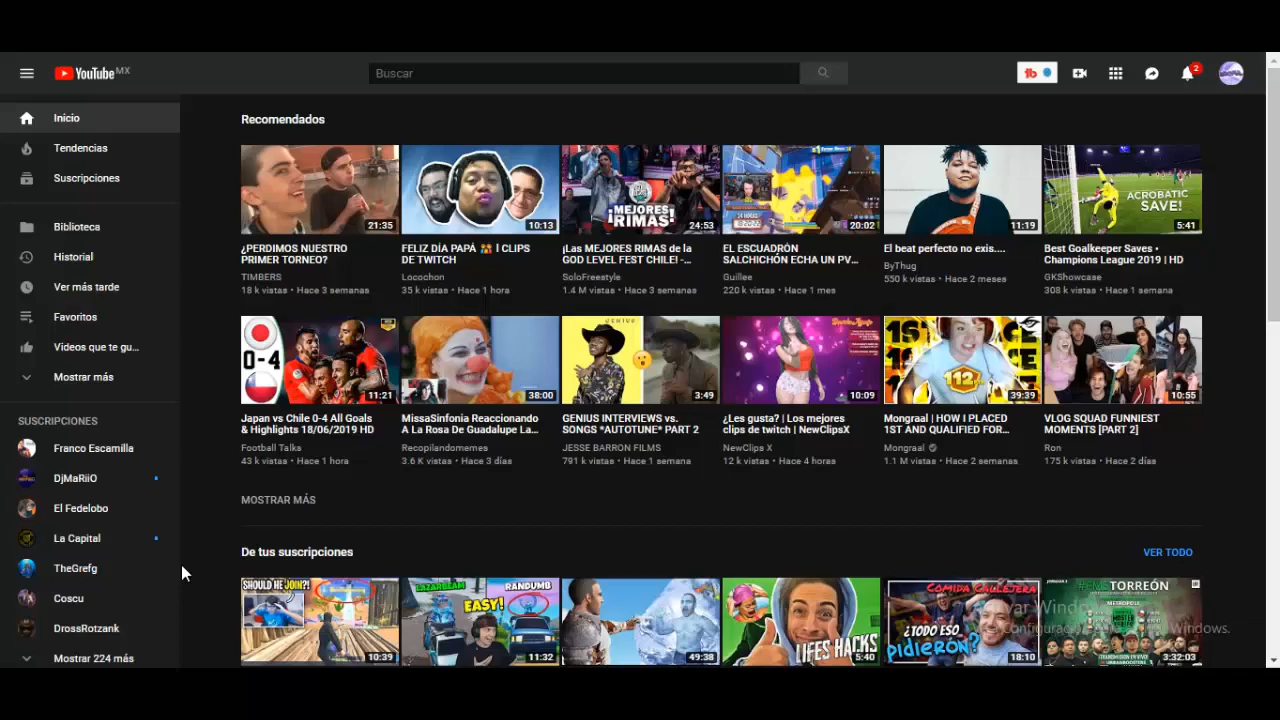 YouTube MX
Buscar
2
Inicio
Tendencias
Suscripciones
Biblioteca
Historial
Ver más tarde
Favoritos
Videos que te gu...
Mostrar más
SUSCRIPCIONES
Franco Escamilla
DjMaRiiO
El Fedelobo
La Capital
TheGrefg
Coscu
DrossRotzank
Mostrar 224 más
Recomendados
21:35
¿PERDIMOS NUESTRO
PRIMER TORNEO?
TIMBERS
18 k vistas • Hace 3 semanas
10:13
FELIZ DÍA PAPÁ 👪 l CLIPS
DE TWITCH
Locochon
35 k vistas • Hace 1 hora
¡MEJORES
RIMAS!
24:53
¡Las MEJORES RIMAS de la
GOD LEVEL FEST CHILE! -...
SoloFreestyle
1.4 M vistas • Hace 3 semanas
20:02
EL ESCUADRÓN
SALCHICHÓN ECHA UN PV...
Guillee
220 k vistas • Hace 1 mes
11:19
El beat perfecto no exis....
ByThug
550 k vistas • Hace 2 meses
ACROBATIC
SAVE!
5:41
Best Goalkeeper Saves •
Champions League 2019 | HD
GKShowcase
308 k vistas • Hace 1 semana
0-4
11:21
Japan vs Chile 0-4 All Goals
& Highlights 18/06/2019 HD
Football Talks
43 k vistas • Hace 1 hora
38:00
MissaSinfonia Reaccionando
A La Rosa De Guadalupe La...
Recopilandomemes
3.6 K vistas • Hace 3 días
GENIUS
3:49
GENIUS INTERVIEWS vs.
SONGS *AUTOTUNE* PART 2
JESSE BARRON FILMS
791 k vistas • Hace 1 semana
10:09
¿Les gusta? | Los mejores
clips de twitch | NewClipsX
NewClips X
12 k vistas • Hace 4 horas
1ST
112
39:39
Mongraal | HOW I PLACED
1ST AND QUALIFIED FOR...
Mongraal
1.1 M vistas • Hace 2 semanas
10:55
VLOG SQUAD FUNNIEST
MOMENTS [PART 2]
Ron
175 k vistas • Hace 2 días
MOSTRAR MÁS
De tus suscripciones
VER TODO
SHOULD HE JOIN?!
10:39
LAZARBEAM
RANDUMB
EASY!
11:32
49:38
LIFES HACKS
5:40
COMIDA CALLEJERA
¿TODO ESO
PIDIERON?
18:10
#FMSTORREÓN
3:32:03